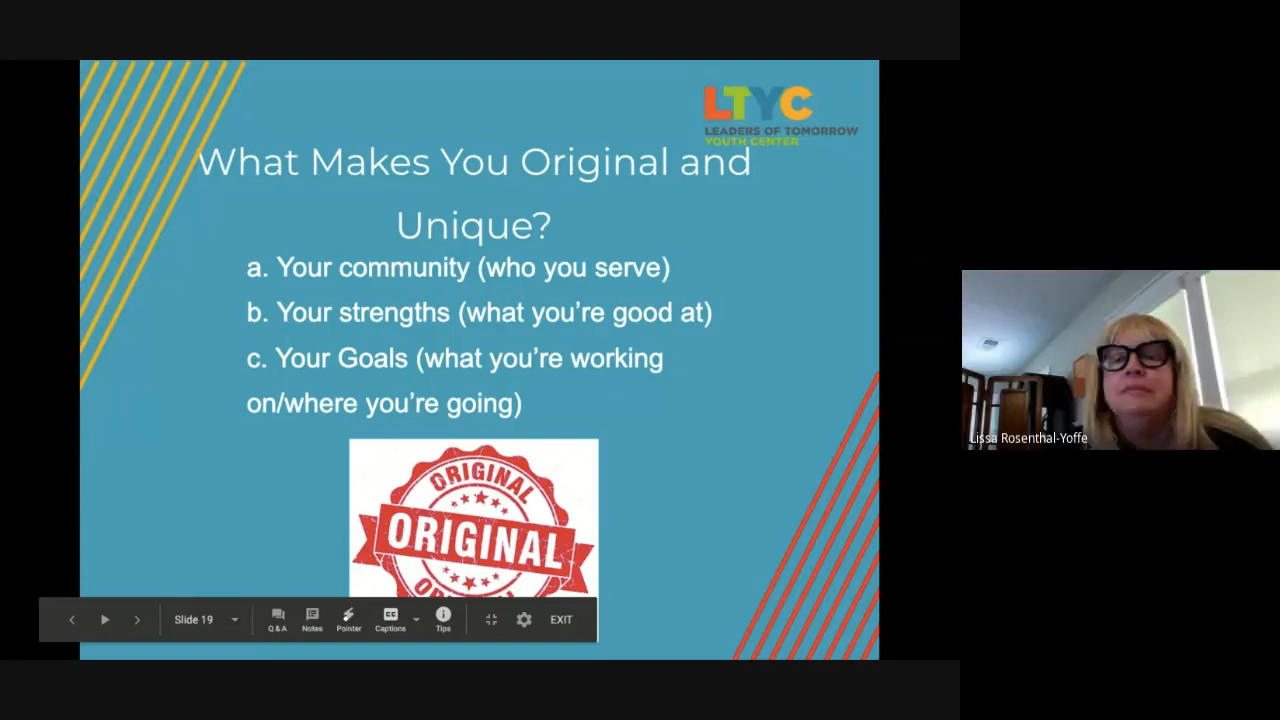 LTYC
LEADERS OF TOMORROW
YOUTH CENTER
What Makes You Original and
Unique?
a. Your community (who you serve)
b. Your strengths (what you're good at)
c. Your Goals (what you're working
on/where you're going)
ORIGINAL
ORIGINAL
Slide 19
Q & A
Notes
Pointer
CC
Captions
Tips
EXIT
Lissa Rosenthal-Yoffe